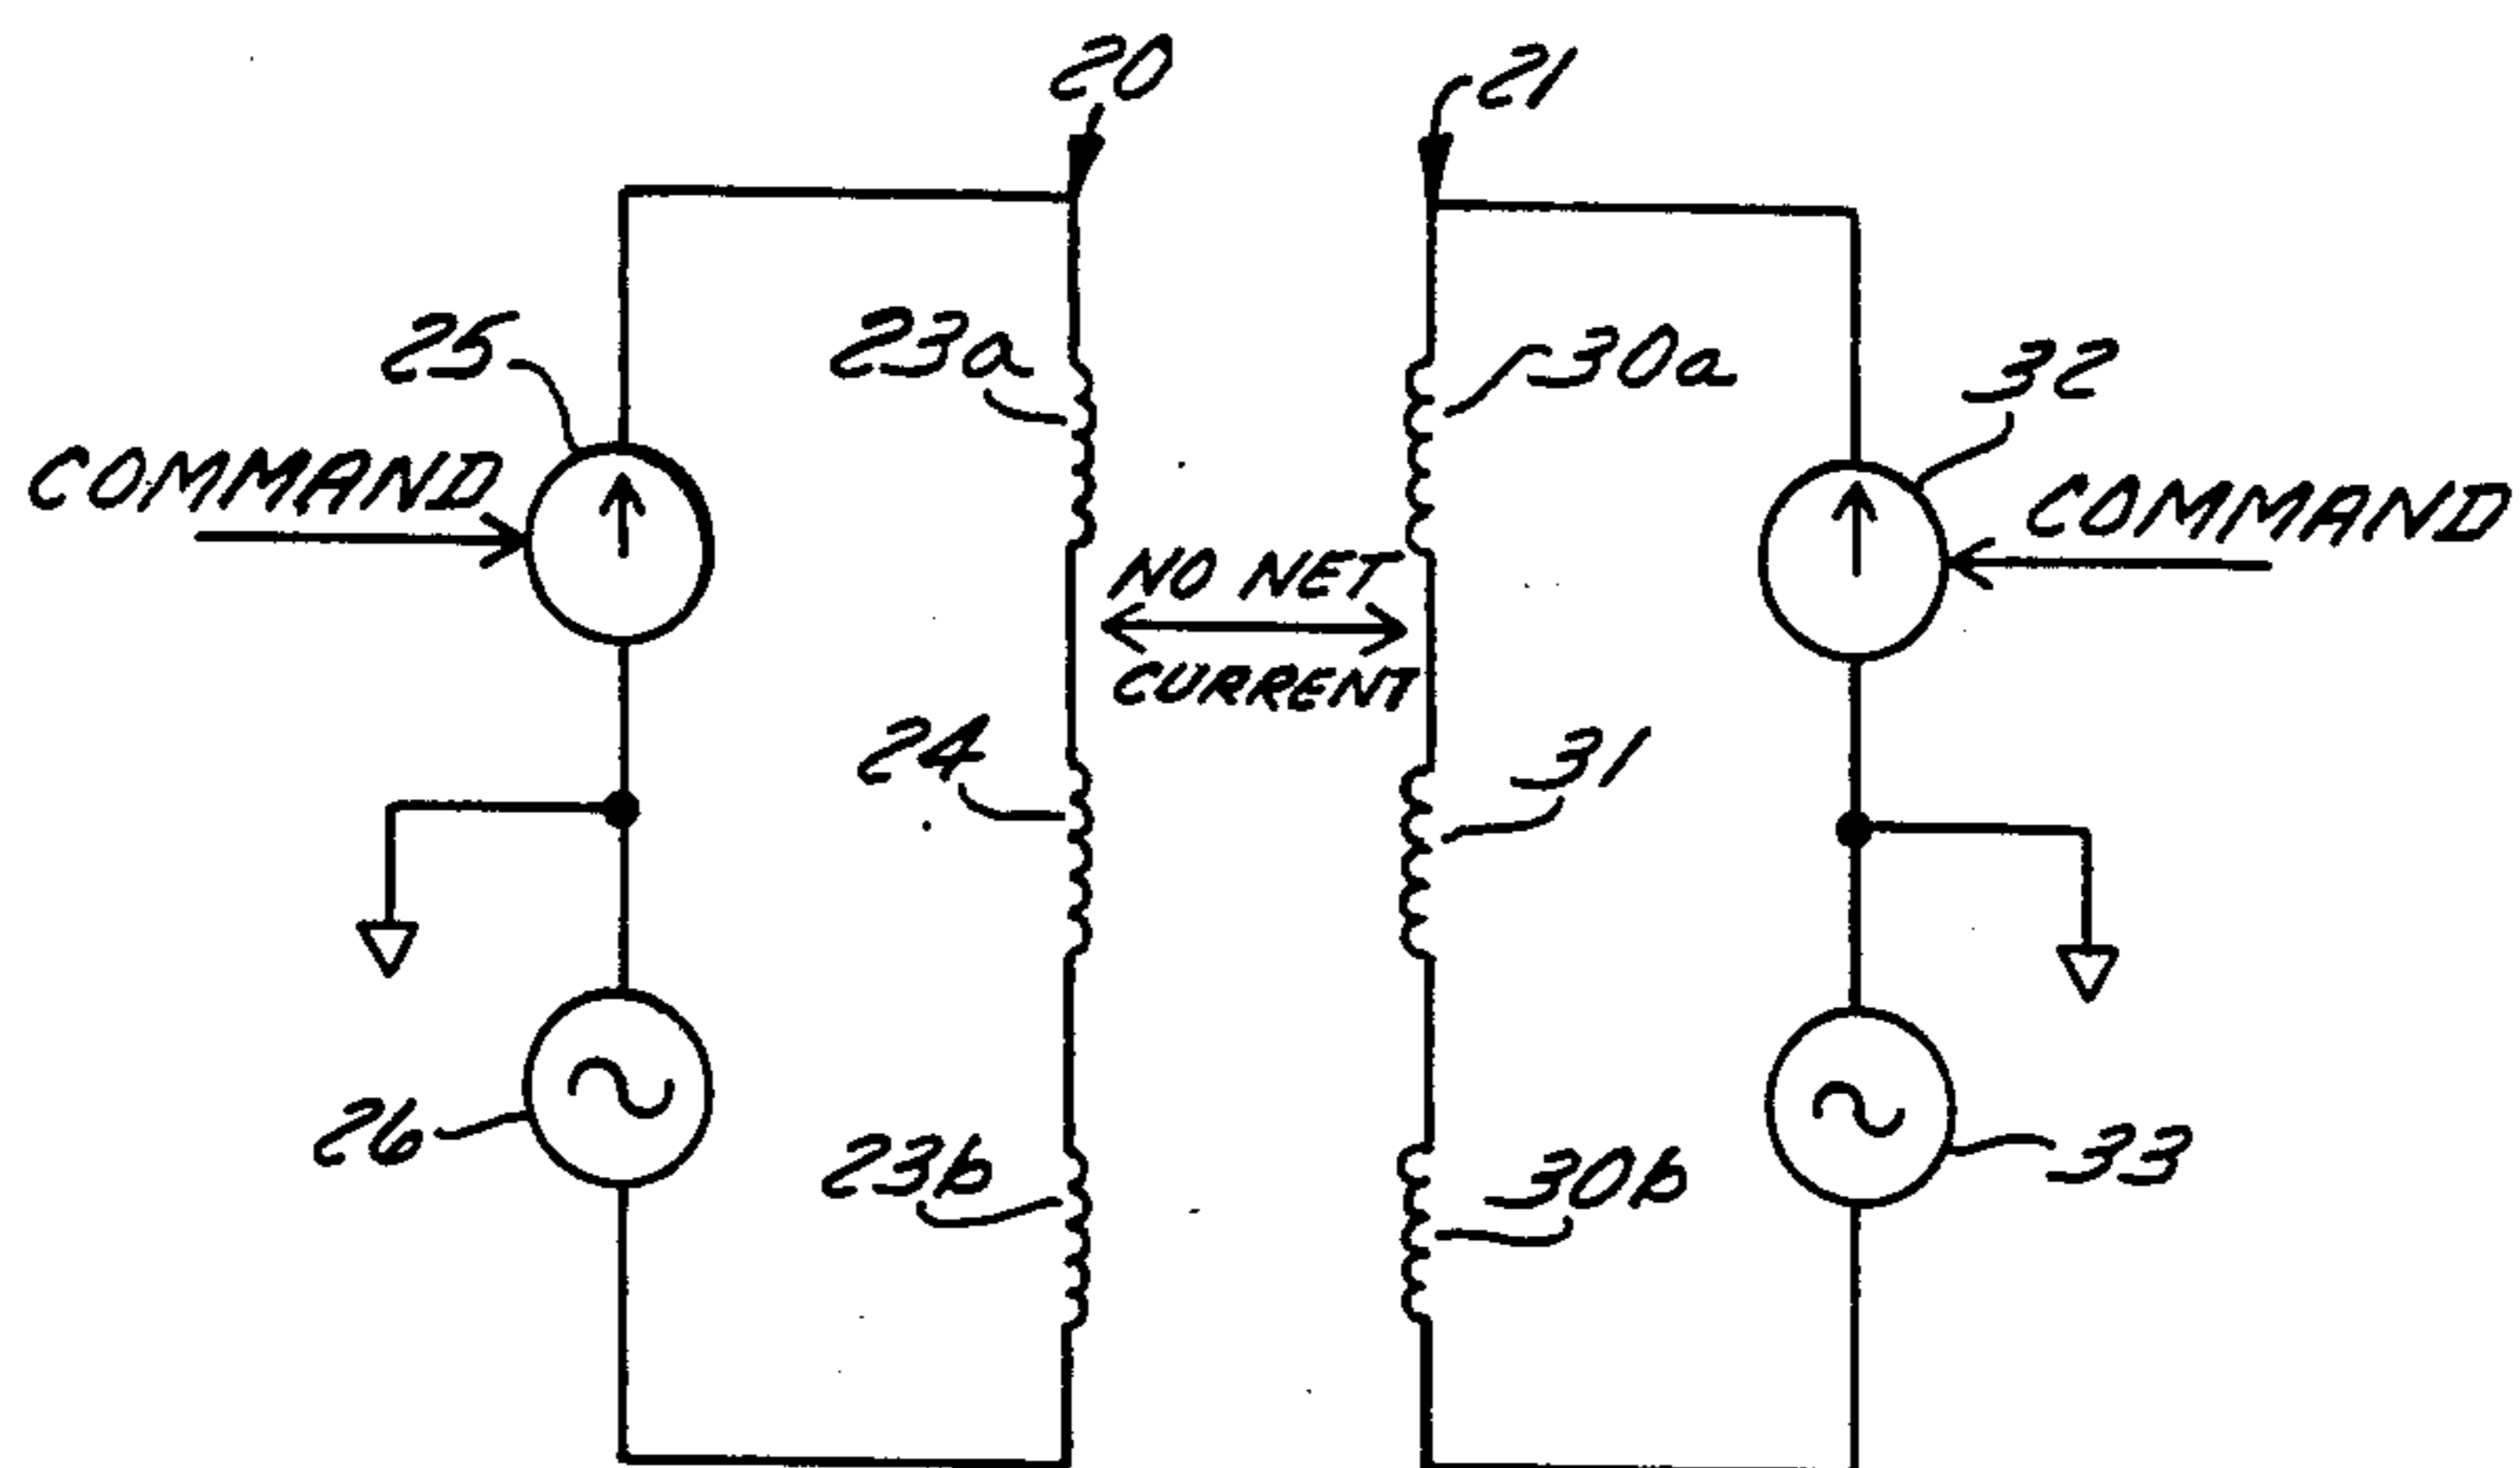 20
21
25
23a
30a
32
COMMAND
COMMAND
NO NET
CURRENT
24
31
26
23b
30b
33